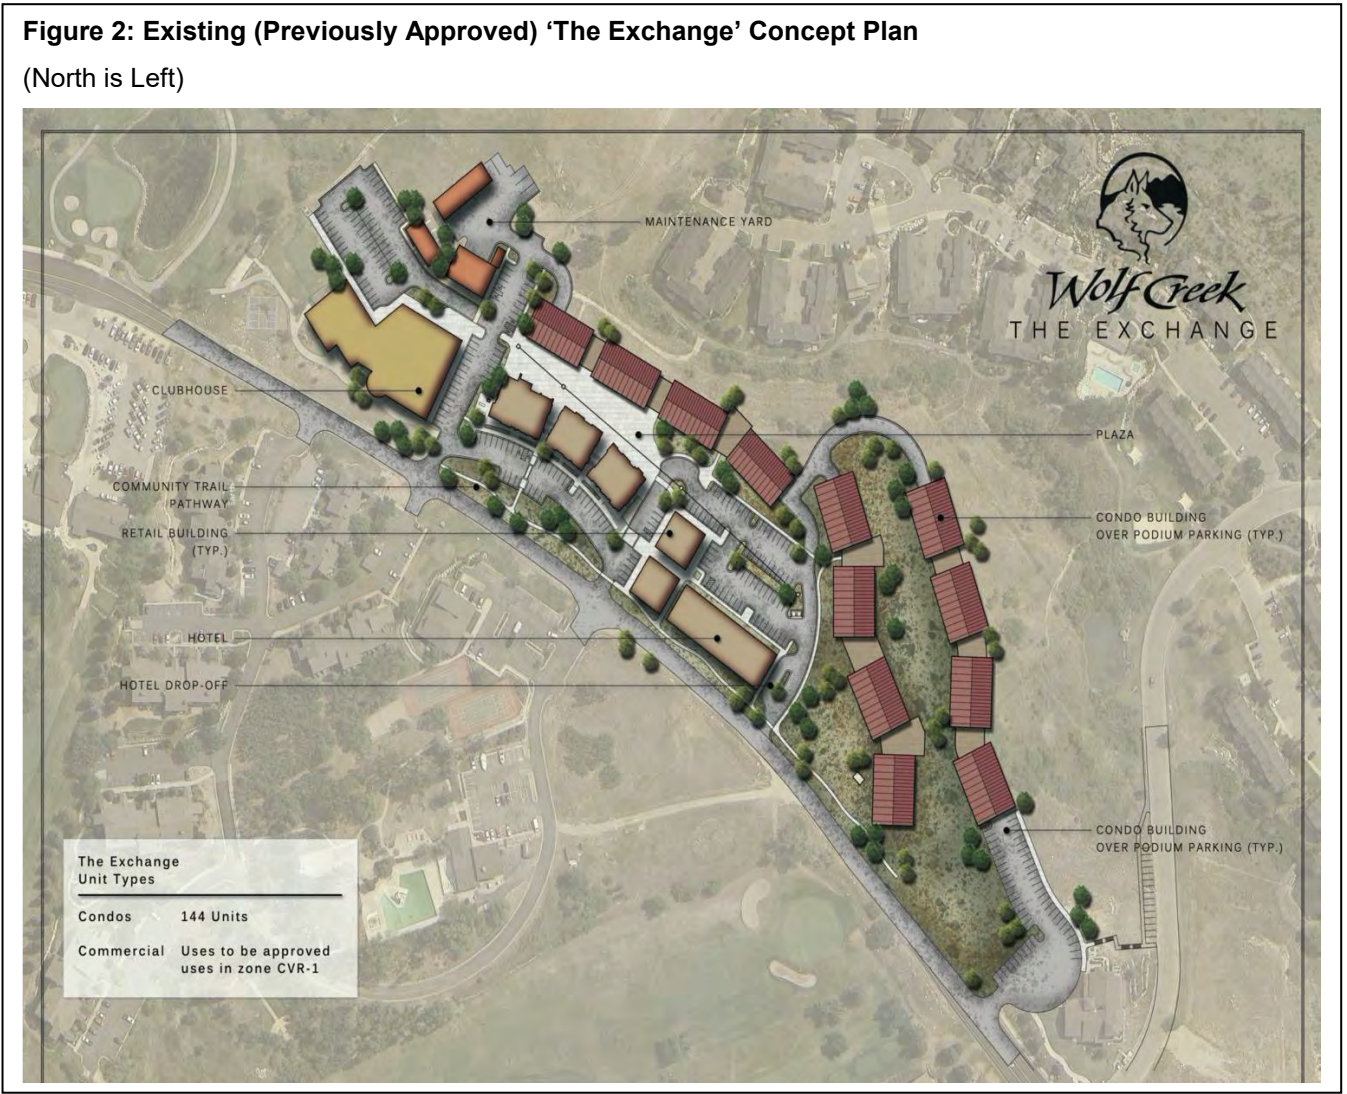 Figure 2: Existing (Previously Approved) ‘The Exchange’ Concept Plan
(North is Left)
MAINTENANCE YARD
Wolf Creek
THE EXCHANGE
CLUBHOUSE
PLAZA
COMMUNITY TRAIL
PATHWAY
RETAIL BUILDING
(TYP.)
CONDO BUILDING
OVER PODIUM PARKING (TYP.)
HOTEL
HOTEL DROP-OFF
CONDO BUILDING
OVER PODIUM PARKING (TYP.)
The Exchange
Unit Types
Condos 144 Units
Commercial Uses to be approved
uses in zone CVR-1